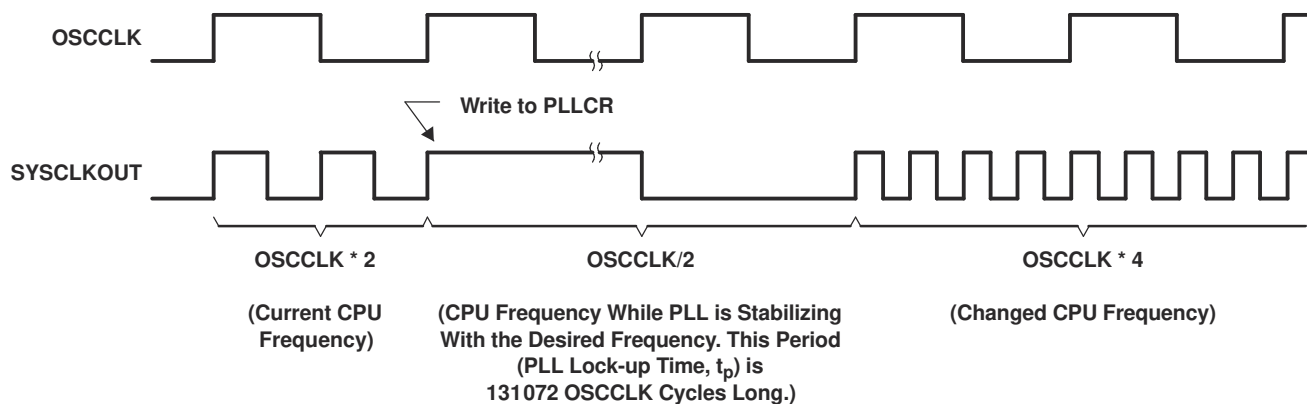 OSCCLK
Write to PLLCR
SYSCLKOUT
OSCCLK * 2
(Current CPU
Frequency)
OSCCLK/2
(CPU Frequency While PLL is Stabilizing
With the Desired Frequency. This Period
(PLL Lock-up Time, tp) is
131072 OSCCLK Cycles Long.)
OSCCLK * 4
(Changed CPU Frequency)